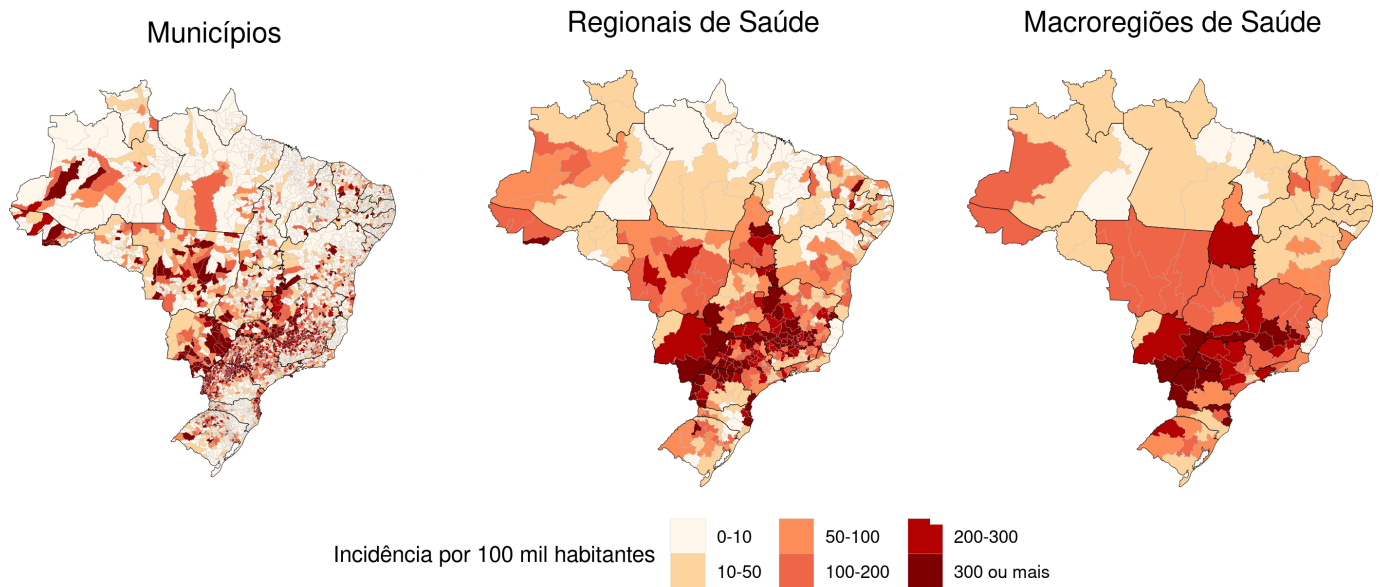 Municípios
Regionais de Saúde
Macroregiões de Saúde
Incidência por 100 mil habitantes
0-10
50-100
200-300
10-50
100-200
300 ou mais